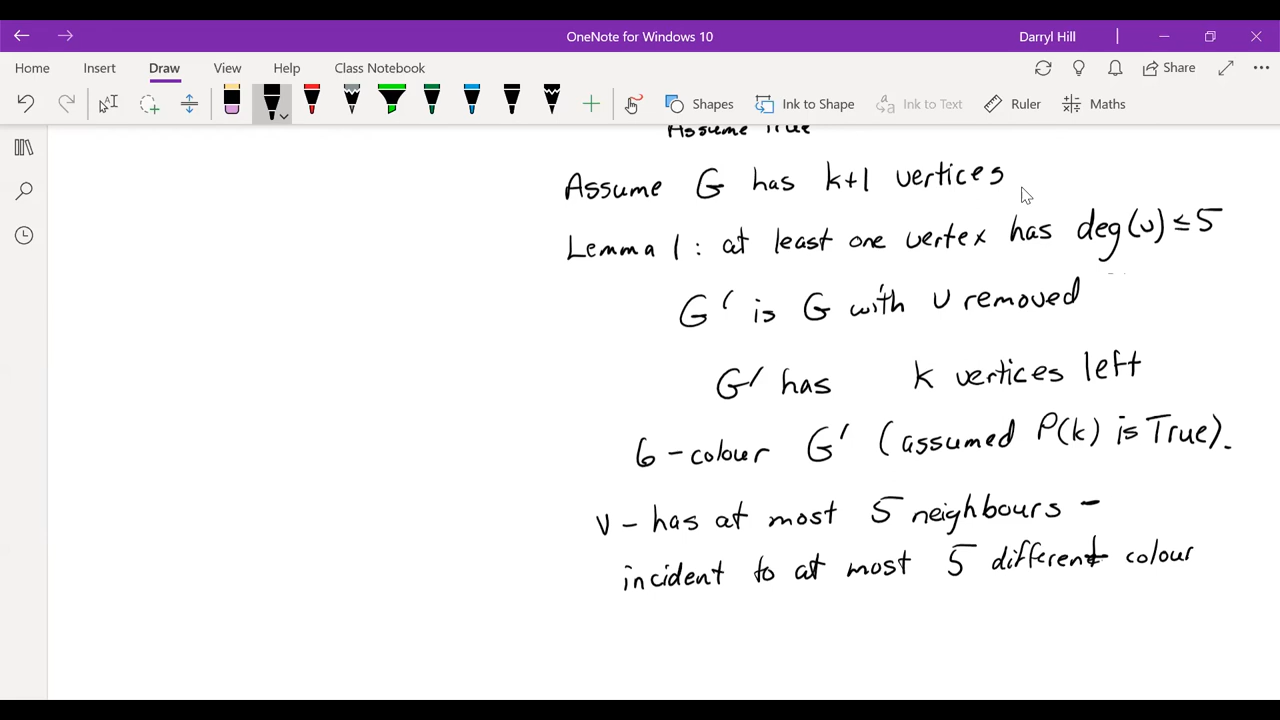 OneNote for Windows 10
Darryl Hill
Home Insert Draw View Help Class Notebook Share
Shapes Ink to Shape Ink to Text Ruler Maths
Assume True
Assume G has k+1 vertices
Lemma 1: at least one vertex has deg(v) ≤ 5
G' is G with v removed
G' has k vertices left
6-colour G' (assumed P(k) is True).
v - has at most 5 neighbours -
incident to at most 5 different colour